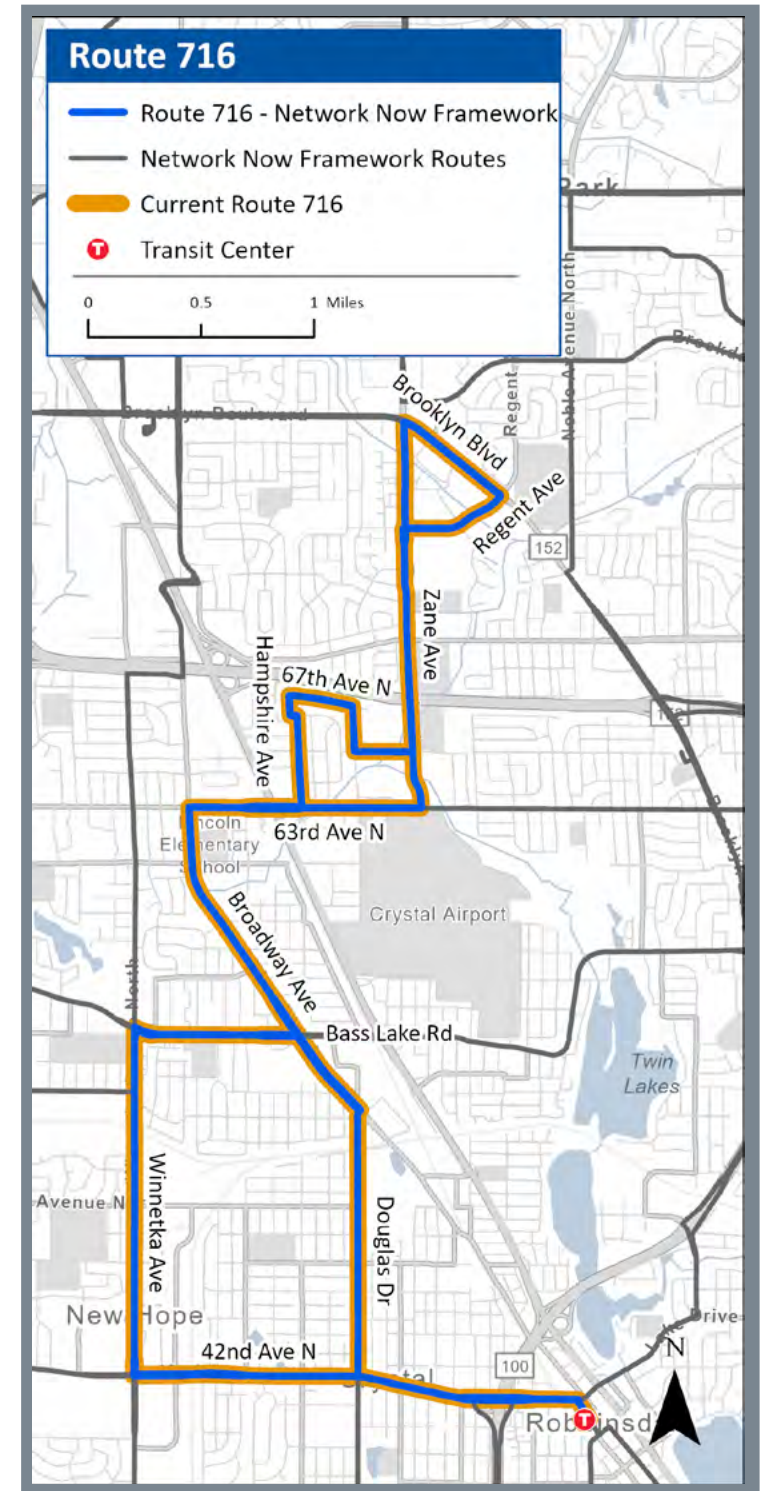 Route 716
Route 716 - Network Now Framework
Network Now Framework Routes
Current Route 716
T
Transit Center
0 0.5 1 Miles
Park
Noble Avenue North
Regent
Brooklyn Boulevard
Brooklyn Blvd
Regent Ave
152
Zane Ave
Hampshire Ave
67th Ave N
63rd Ave N
Elementary
Crystal Airport
Broadway Ave
North
Bass Lake Rd
Twin
Lakes
Winnetka Ave
Avenue N
Douglas Dr
New Hope
42nd Ave N
Crystal
100
Drive
N
T